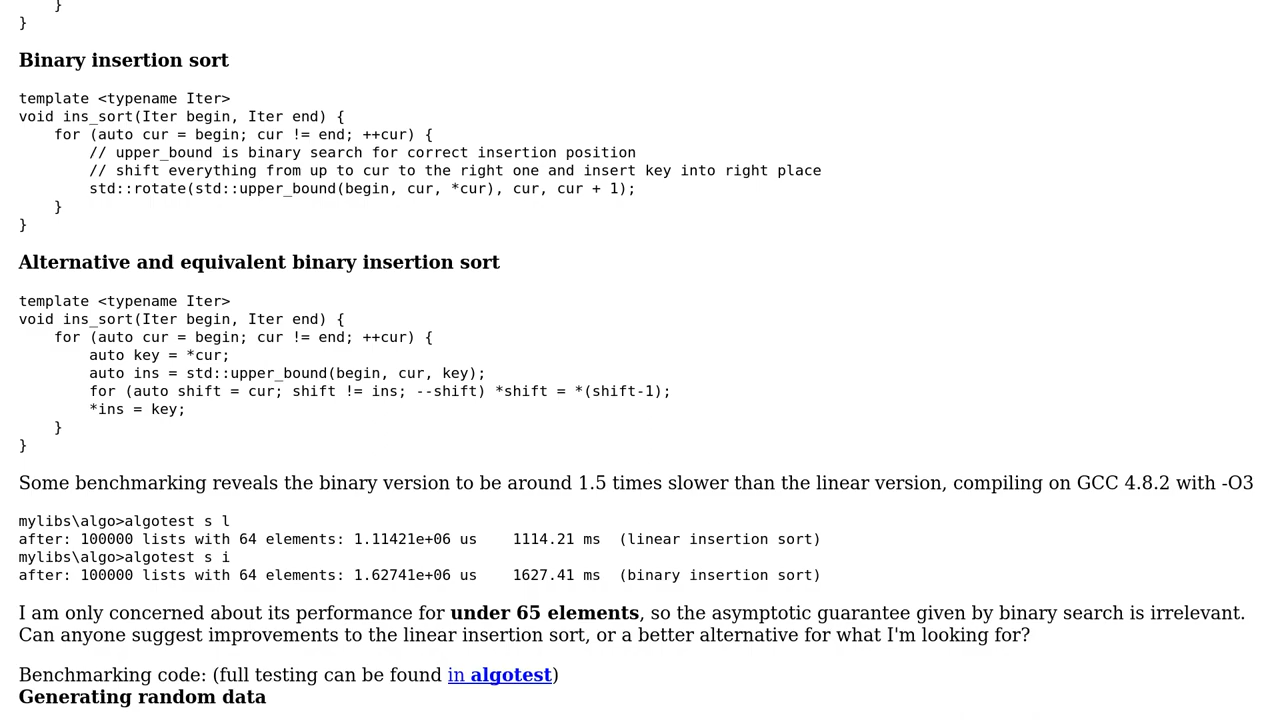 }
}
Binary insertion sort
template <typename Iter>
void ins_sort(Iter begin, Iter end) {
    for (auto cur = begin; cur != end; ++cur) {
        // upper_bound is binary search for correct insertion position
        // shift everything from up to cur to the right one and insert key into right place
        std::rotate(std::upper_bound(begin, cur, *cur), cur, cur + 1);
    }
}
Alternative and equivalent binary insertion sort
template <typename Iter>
void ins_sort(Iter begin, Iter end) {
    for (auto cur = begin; cur != end; ++cur) {
        auto key = *cur;
        auto ins = std::upper_bound(begin, cur, key);
        for (auto shift = cur; shift != ins; --shift) *shift = *(shift-1);
        *ins = key;
    }
}
Some benchmarking reveals the binary version to be around 1.5 times slower than the linear version, compiling on GCC 4.8.2 with -O3
mylibs\algo>algotest s l
after: 100000 lists with 64 elements: 1.11421e+06 us    1114.21 ms  (linear insertion sort)
mylibs\algo>algotest s i
after: 100000 lists with 64 elements: 1.62741e+06 us    1627.41 ms  (binary insertion sort)
I am only concerned about its performance for under 65 elements, so the asymptotic guarantee given by binary search is irrelevant.
Can anyone suggest improvements to the linear insertion sort, or a better alternative for what I'm looking for?
Benchmarking code: (full testing can be found in algotest)
Generating random data